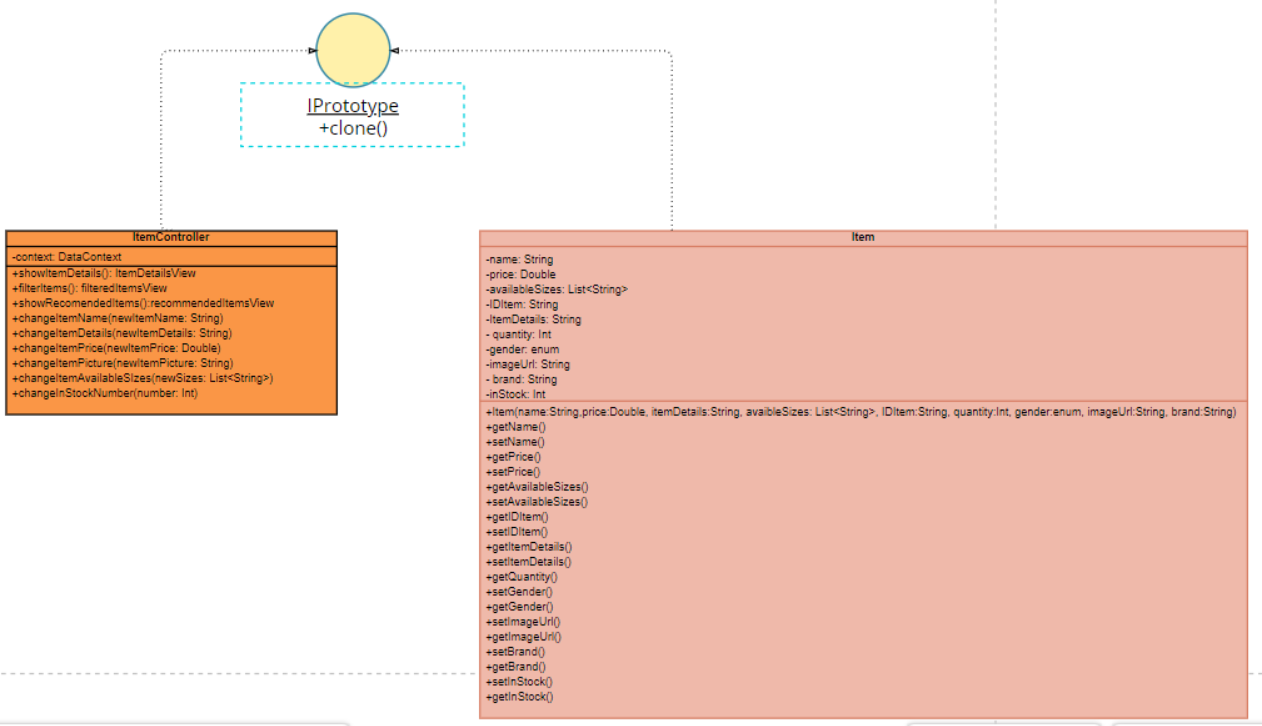 IPrototype
+clone()
ItemController
-context: DataContext
+showItemDetails(): ItemDetailsView
+filterItems(): filteredItemsView
+showRecomendedItems():recommendedItemsView
+changeItemName(newItemName: String)
+changeItemDetails(newItemDetails: String)
+changeItemPrice(newItemPrice: Double)
+changeItemPicture(newItemPicture: String)
+changeItemAvailableSIzes(newSizes: List<String>)
+changeInStockNumber(number: Int)
Item
-name: String
-price: Double
-availableSizes: List<String>
-IDItem: String
-ItemDetails: String
- quantity: Int
-gender: enum
-imageUrl: String
- brand: String
-inStock: Int
+Item(name:String,price:Double, itemDetails:String, avaibleSizes: List<String>, IDItem:String, quantity:Int, gender:enum, imageUrl:String, brand:String)
+getName()
+setName()
+getPrice()
+setPrice()
+getAvailableSizes()
+setAvailableSizes()
+getIDItem()
+setIDItem()
+getItemDetails()
+setItemDetails()
+getQuantity()
+setGender()
+getGender()
+setImageUrl()
+getImageUrl()
+setBrand()
+getBrand()
+setInStock()
+getInStock()